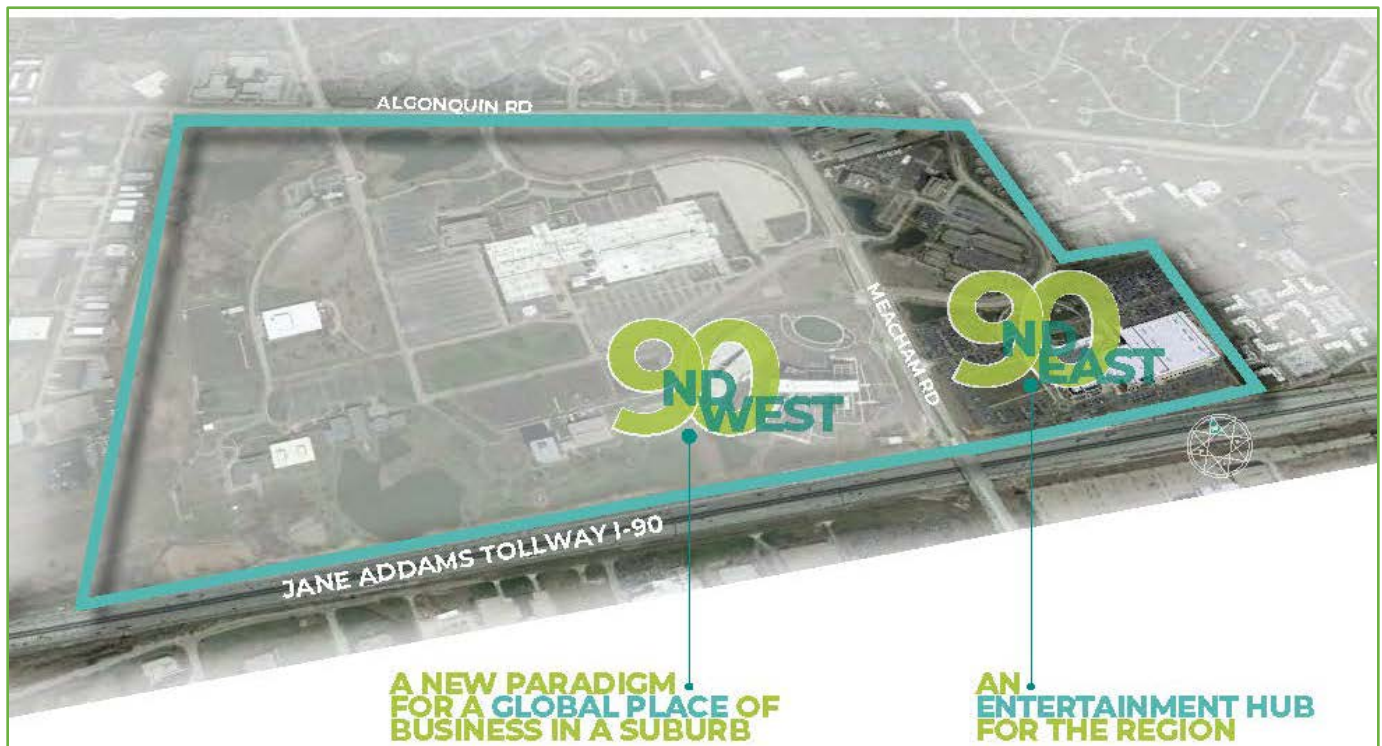 ALGONQUIN RD
MEACHAM RD
90
ND
WEST
90
ND
EAST
JANE ADDAMS TOLLWAY I-90
A NEW PARADIGM
FOR A GLOBAL PLACE OF
BUSINESS IN A SUBURB
AN
ENTERTAINMENT HUB
FOR THE REGION